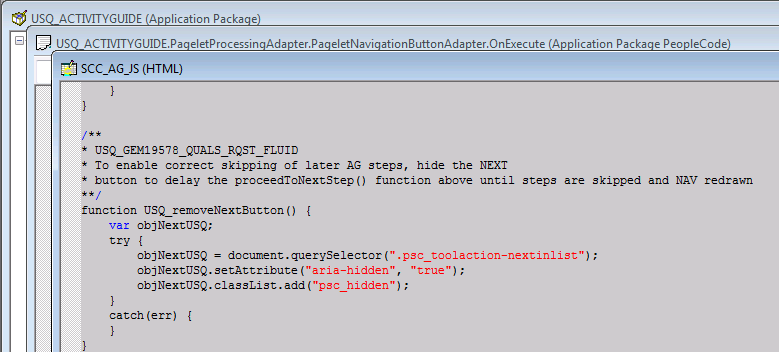 USQ_ACTIVITYGUIDE (Application Package)
USQ_ACTIVITYGUIDE.PageletProcessingAdapter.PageletNavigationButtonAdapter.OnExecute (Application Package PeopleCode)
SCC_AG_JS (HTML)
}
}
/**
* USQ_GEM19578_QUALS_RQST_FLUID
* To enable correct skipping of later AG steps, hide the NEXT
* button to delay the proceedToNextStep() function above until steps are skipped and NAV redrawn
**/
function USQ_removeNextButton() {
var objNextUSQ;
try {
objNextUSQ = document.querySelector(".psc_toolaction-nextinlist");
objNextUSQ.setAttribute("aria-hidden", "true");
objNextUSQ.classList.add("psc_hidden");
}
catch(err) {
}
}